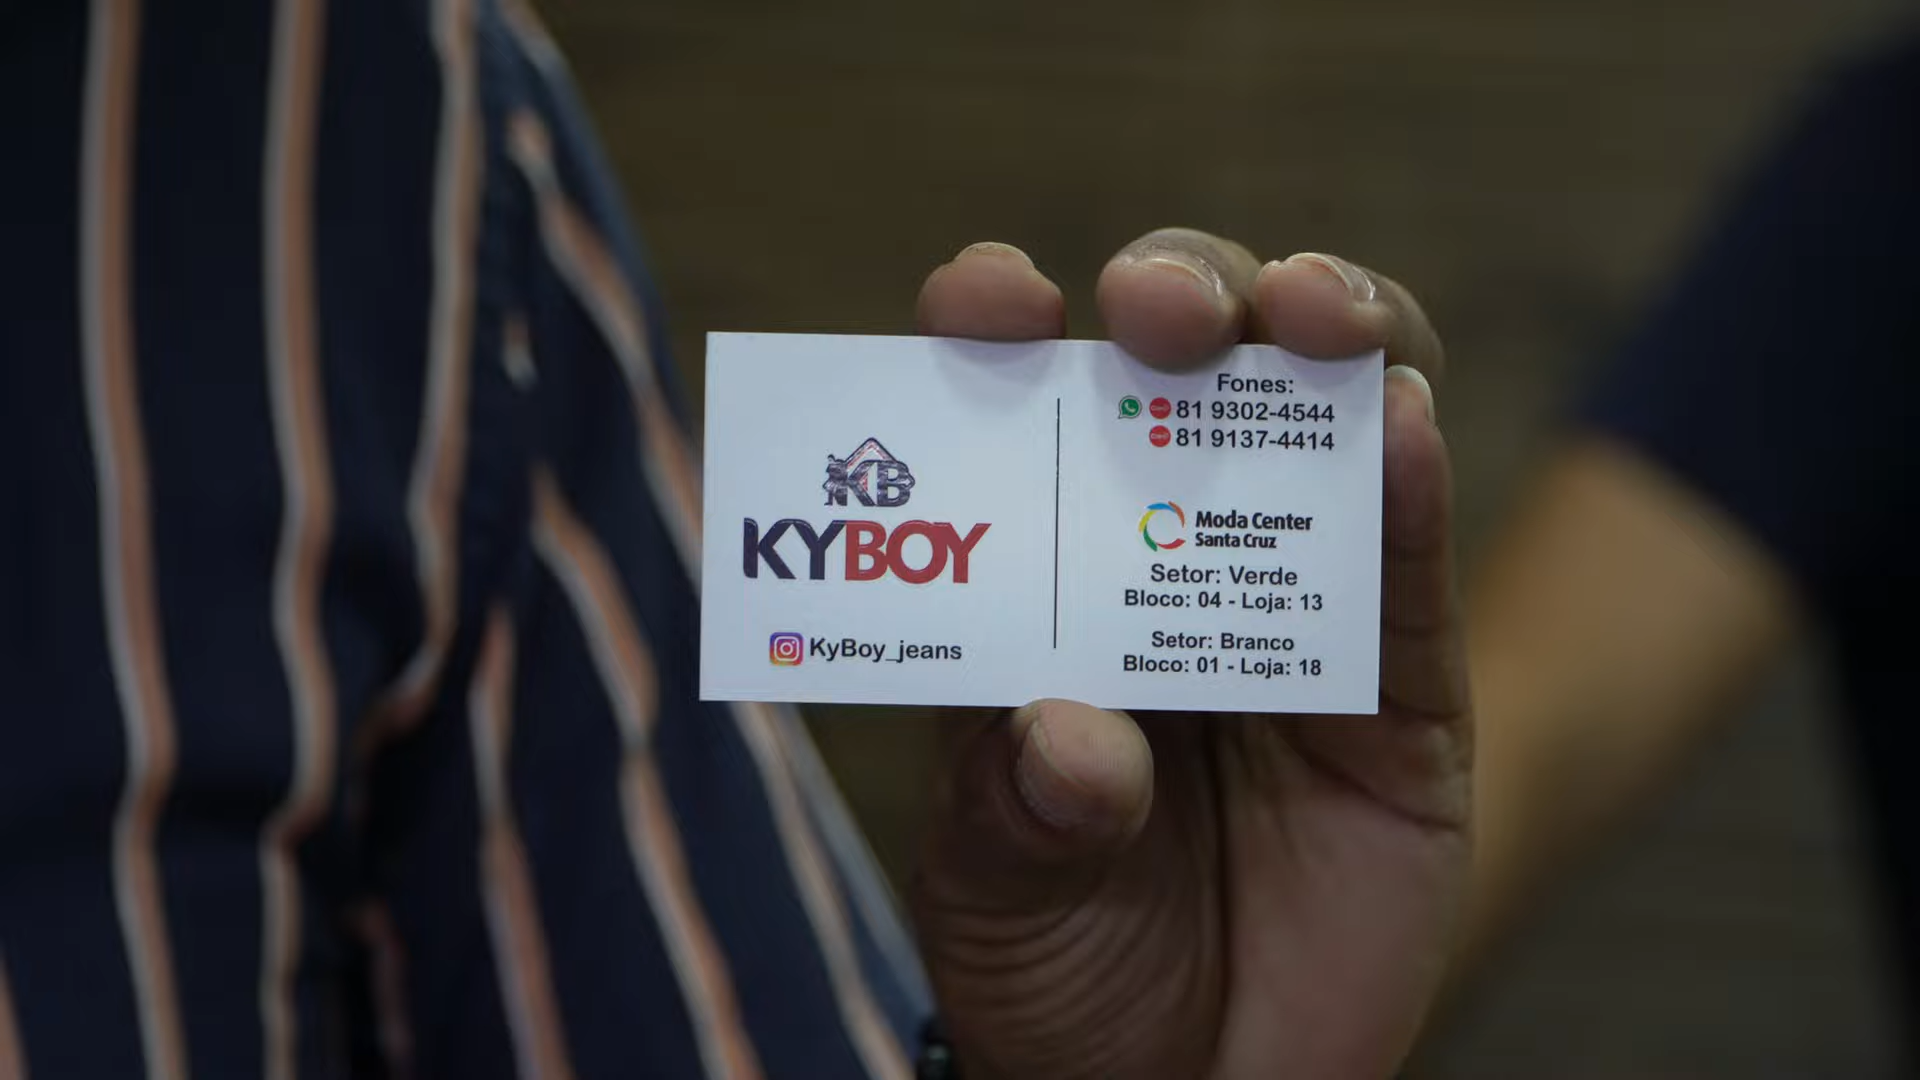 KB
KYBOY
KyBoy_jeans
Fones:
81 9302-4544
81 9137-4414
Moda Center
Santa Cruz
Setor: Verde
Bloco: 04 - Loja: 13
Setor: Branco
Bloco: 01 - Loja: 18